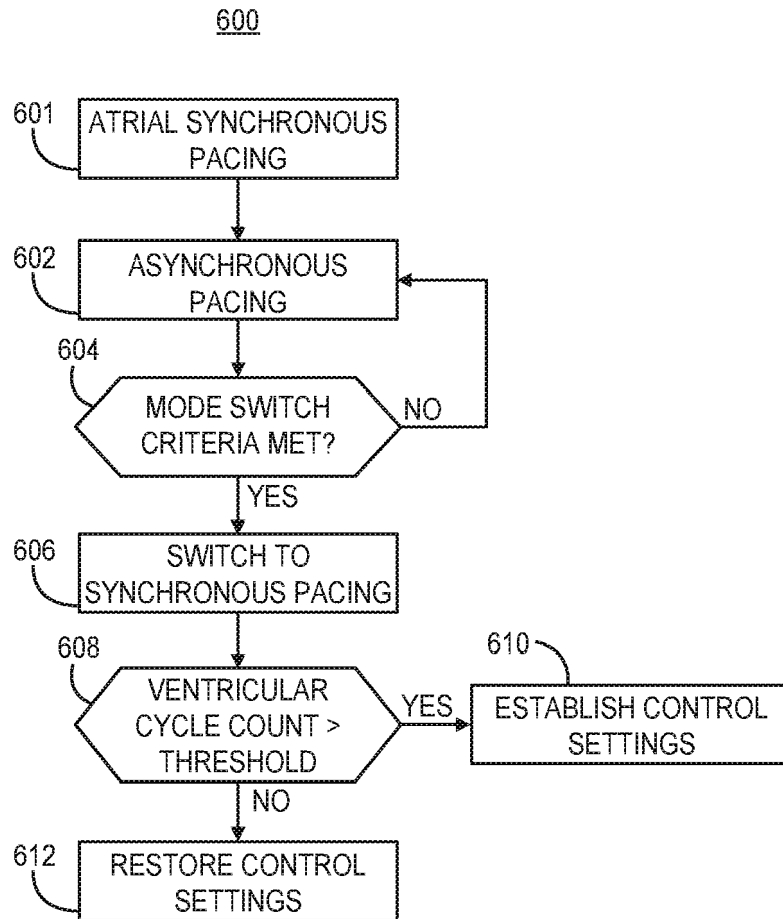 600
601
ATRIAL SYNCHRONOUS
PACING
602
ASYNCHRONOUS
PACING
604
MODE SWITCH
CRITERIA MET?
NO
YES
606
SWITCH TO
SYNCHRONOUS PACING
608
VENTRICULAR
CYCLE COUNT >
THRESHOLD
YES
610
ESTABLISH CONTROL
SETTINGS
NO
612
RESTORE CONTROL
SETTINGS